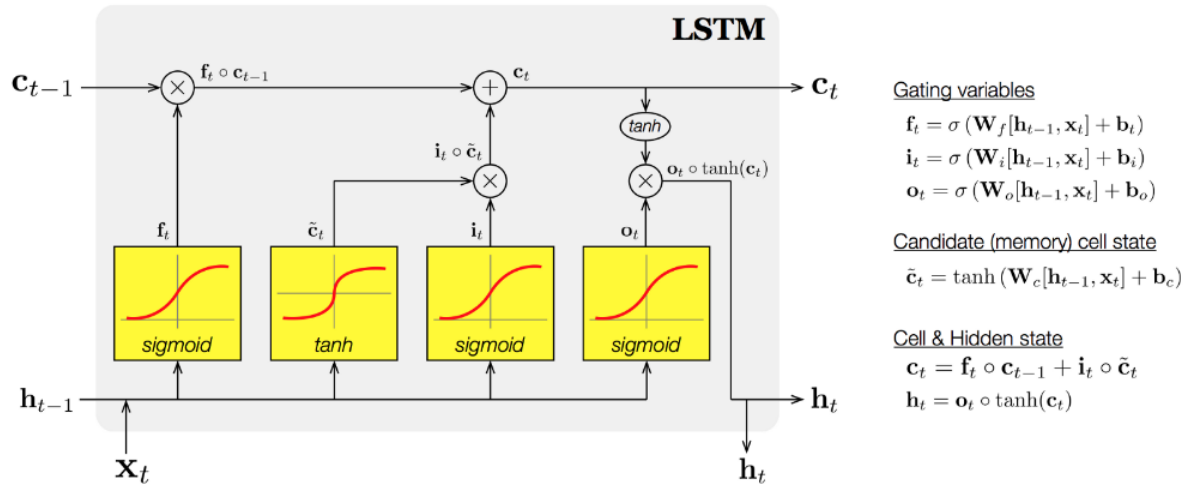 LSTM
c_{t−1}
f_t ∘ c_{t−1}
c_t
c_t
tanh
i_t ∘ c̃_t
o_t ∘ tanh(c_t)
f_t
c̃_t
i_t
o_t
sigmoid
tanh
sigmoid
sigmoid
h_{t−1}
h_t
x_t
h_t
Gating variables
f_t = σ (W_f[h_{t−1}, x_t] + b_t)
i_t = σ (W_i[h_{t−1}, x_t] + b_i)
o_t = σ (W_o[h_{t−1}, x_t] + b_o)
Candidate (memory) cell state
c̃_t = tanh (W_c[h_{t−1}, x_t] + b_c)
Cell & Hidden state
c_t = f_t ∘ c_{t−1} + i_t ∘ c̃_t
h_t = o_t ∘ tanh(c_t)